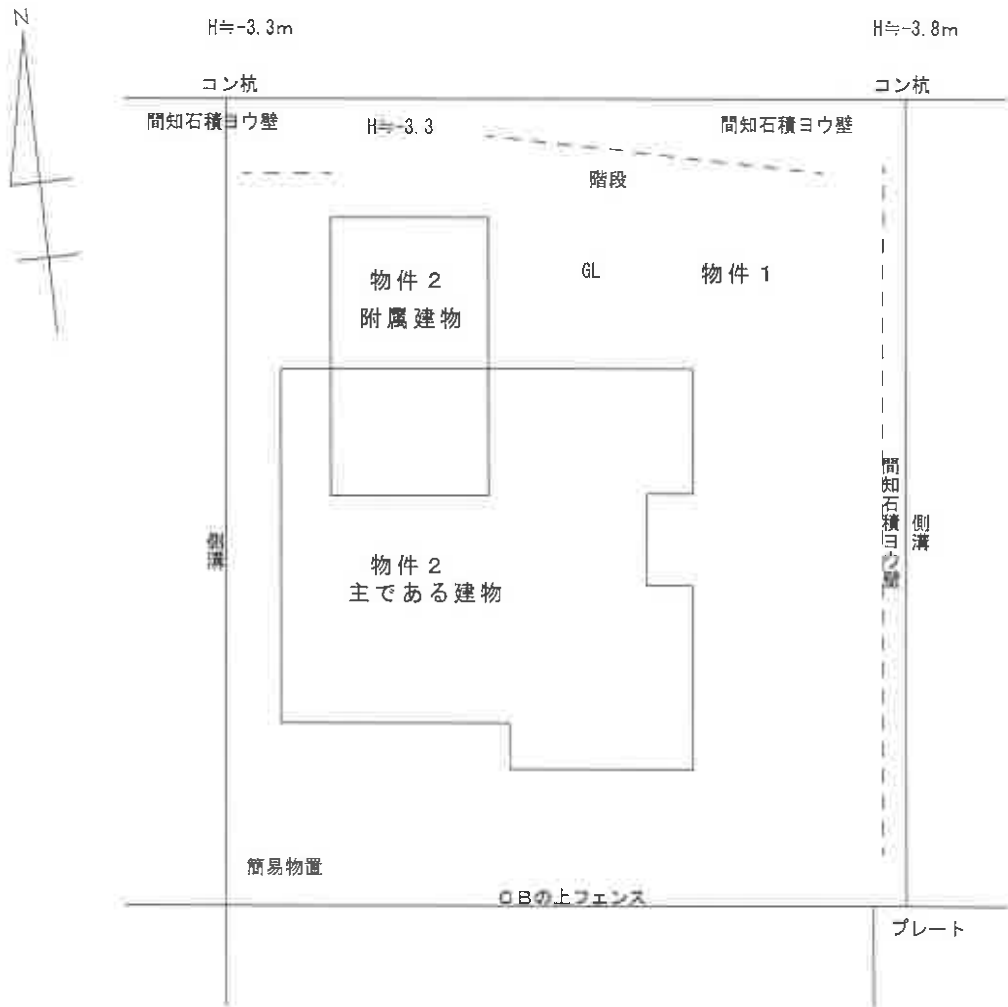 N
H≒-3.3m
H≒-3.8m
コン杭
コン杭
間知石積ヨウ壁
H≒-3.3
間知石積ヨウ壁
階段
物件2
附属建物
GL
物件1
間知石積ヨウ壁
側溝
側溝
物件2
主である建物
簡易物置
CBの上フェンス
プレート